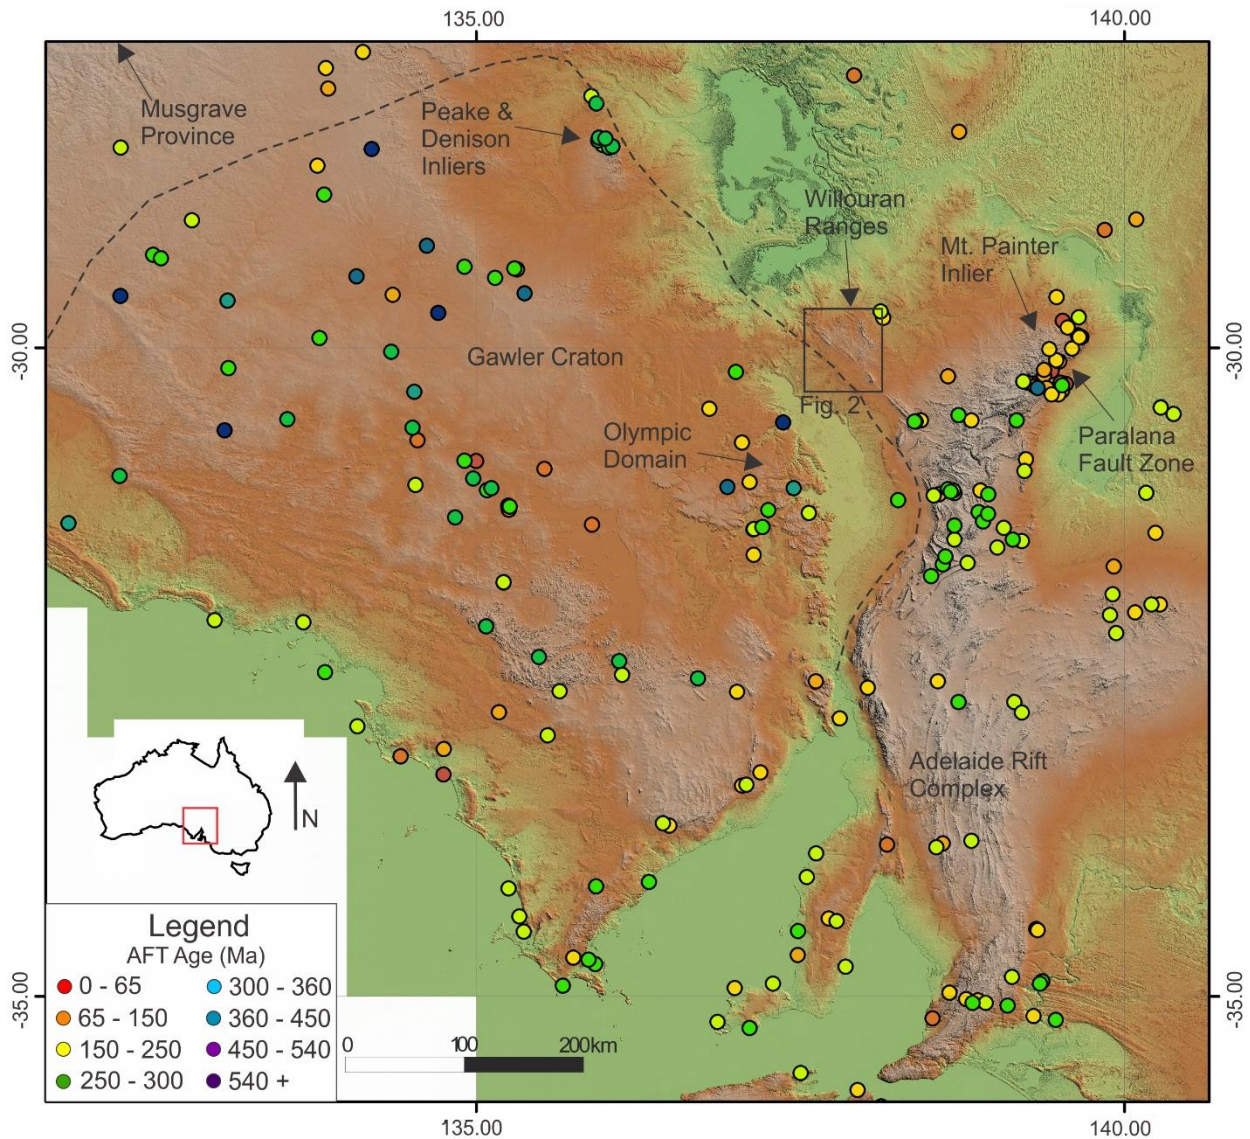 135.00
140.00
Musgrave
Province
Peake &
Denison
Inliers
Willouran
Ranges
Mt. Painter
Inlier
-30.00
-30.00
Gawler Craton
Fig. 2
Olympic
Domain
Paralana
Fault Zone
Adelaide Rift
Complex
N
Legend
AFT Age (Ma)
0 - 65
300 - 360
65 - 150
360 - 450
150 - 250
450 - 540
250 - 300
540 +
0
100
200km
-35.00
-35.00
135.00
140.00